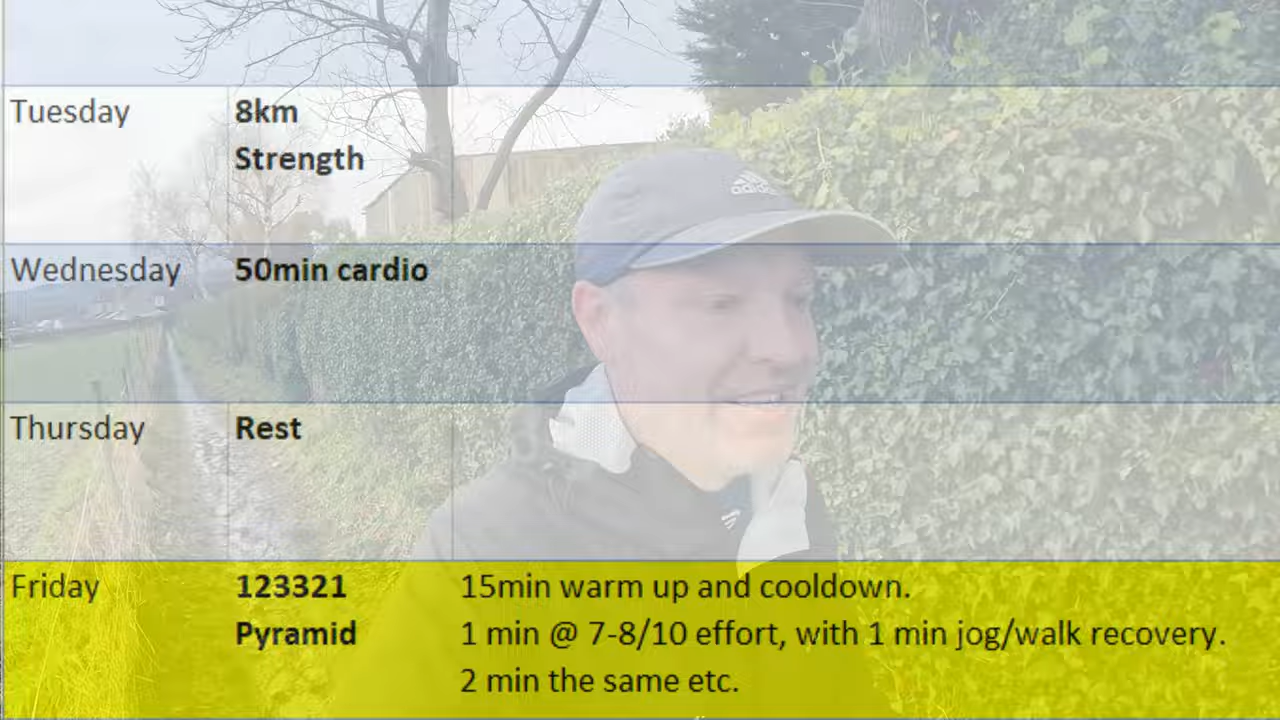 Tuesday
8km
Strength
adidas
Wednesday
50min cardio
Thursday
Rest
Friday
123321
Pyramid
15min warm up and cooldown.
1 min @ 7-8/10 effort, with 1 min jog/walk recovery.
2 min the same etc.